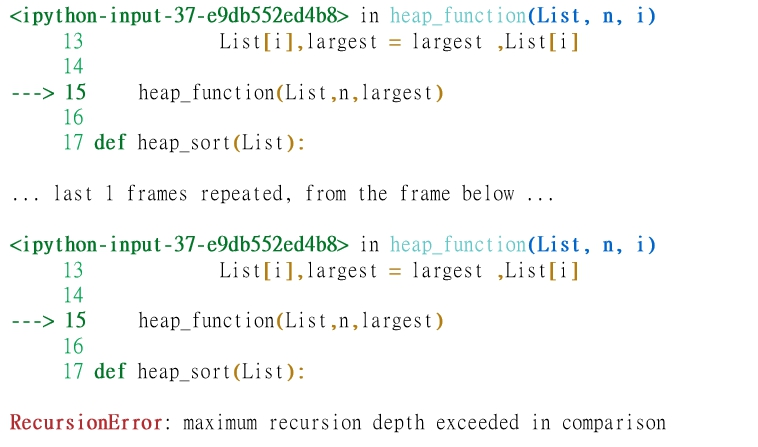 <ipython-input-37-e9db552ed4b8> in heap_function(List, n, i)
     13             List[i],largest = largest ,List[i]
     14
---> 15     heap_function(List,n,largest)
     16
     17 def heap_sort(List):
... last 1 frames repeated, from the frame below ...
<ipython-input-37-e9db552ed4b8> in heap_function(List, n, i)
     13             List[i],largest = largest ,List[i]
     14
---> 15     heap_function(List,n,largest)
     16
     17 def heap_sort(List):
RecursionError: maximum recursion depth exceeded in comparison